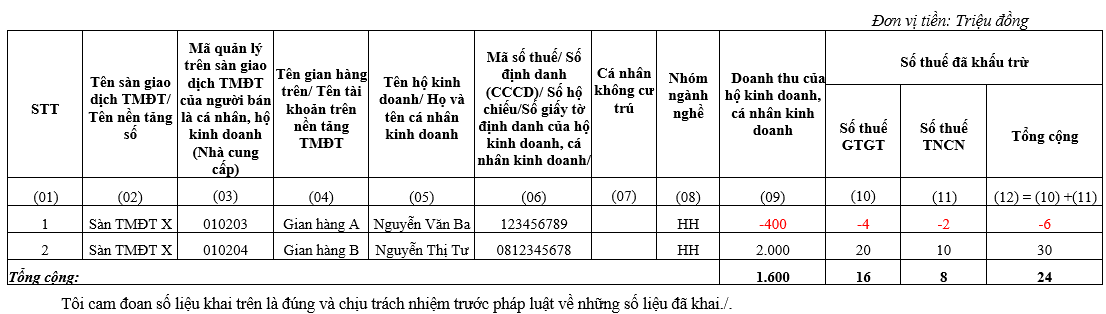 Đơn vị tiền: Triệu đồng
STT
Tên sàn giao
dịch TMĐT/
Tên nền tăng
số
Mã quản lý
trên sàn giao
dịch TMĐT
của người bán
là cá nhân, hộ
kinh doanh
(Nhà cung
cấp)
Tên gian hàng
trên/ Tên tài
khoản trên
nền tăng
TMĐT
Tên hộ kinh
doanh/ Họ và
tên cá nhân
kinh doanh
Mã số thuế/ Số
định danh
(CCCD)/ Số hộ
chiếu/Số giấy tờ
định danh của hộ
kinh doanh, cá
nhân kinh doanh/
Cá nhân
không cư
trú
Nhóm
ngành
nghề
Doanh thu của
hộ kinh doanh,
cá nhân kinh
doanh
Số thuế đã khấu trừ
Số thuế
GTGT
Số thuế
TNCN
Tổng cộng
(01) (02) (03) (04) (05) (06) (07) (08) (09) (10) (11) (12) = (10) +(11)
1 Sàn TMĐT X 010203 Gian hàng A Nguyễn Văn Ba 123456789 HH -400 -4 -2 -6
2 Sàn TMĐT X 010204 Gian hàng B Nguyễn Thị Tư 0812345678 HH 2.000 20 10 30
Tổng cộng: 1.600 16 8 24
Tôi cam đoan số liệu khai trên là đúng và chịu trách nhiệm trước pháp luật về những số liệu đã khai./.